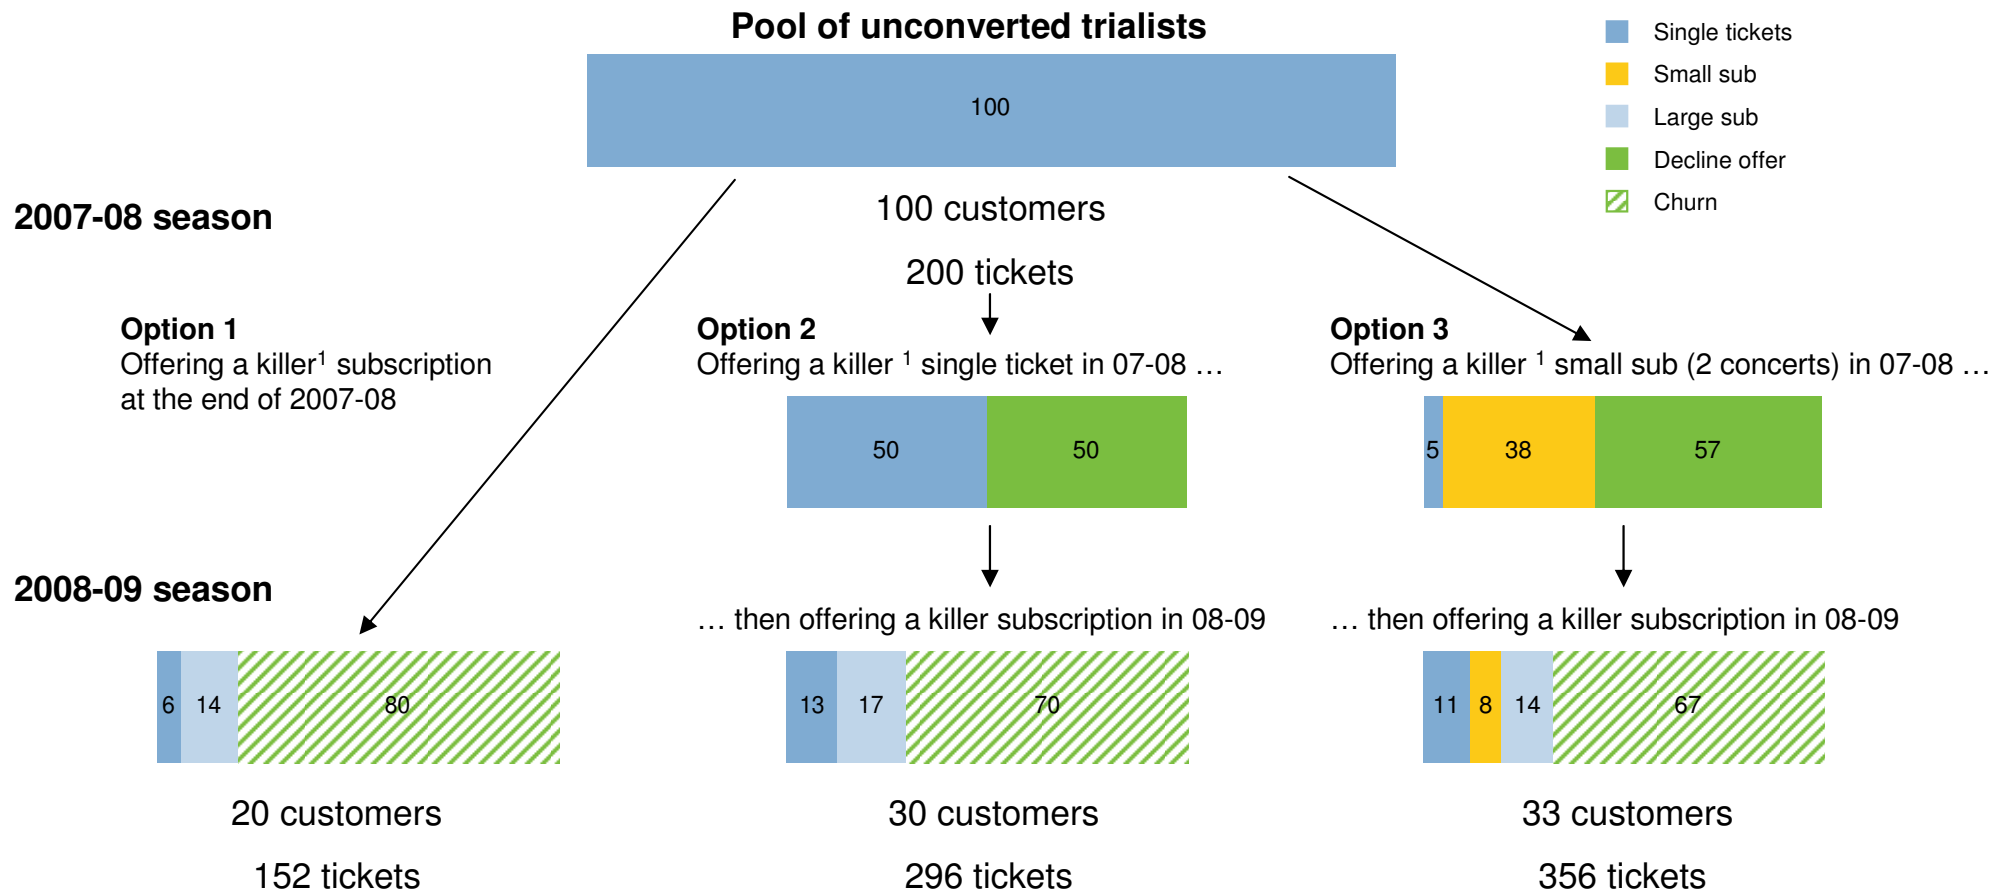 Pool of unconverted trialists
Single tickets
Small sub
Large sub
Decline offer
Churn
100
2007-08 season
100 customers
200 tickets
Option 1
Offering a killer¹ subscription
at the end of 2007-08
Option 2
Offering a killer ¹ single ticket in 07-08 …
Option 3
Offering a killer ¹ small sub (2 concerts) in 07-08 …
50 50
5 38 57
2008-09 season
… then offering a killer subscription in 08-09
… then offering a killer subscription in 08-09
6 14 80
13 17 70
11 8 14 67
20 customers
152 tickets
30 customers
296 tickets
33 customers
356 tickets